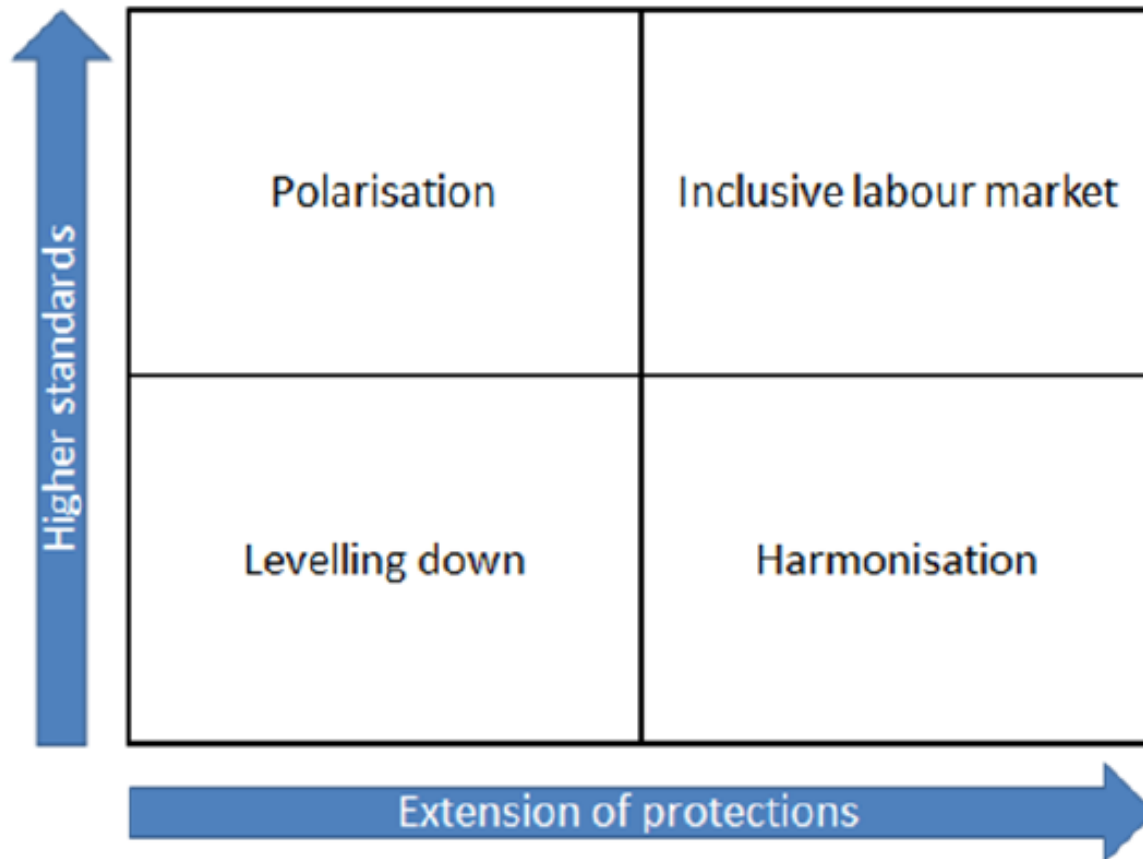 Higher standards
Polarisation
Inclusive labour market
Levelling down
Harmonisation
Extension of protections